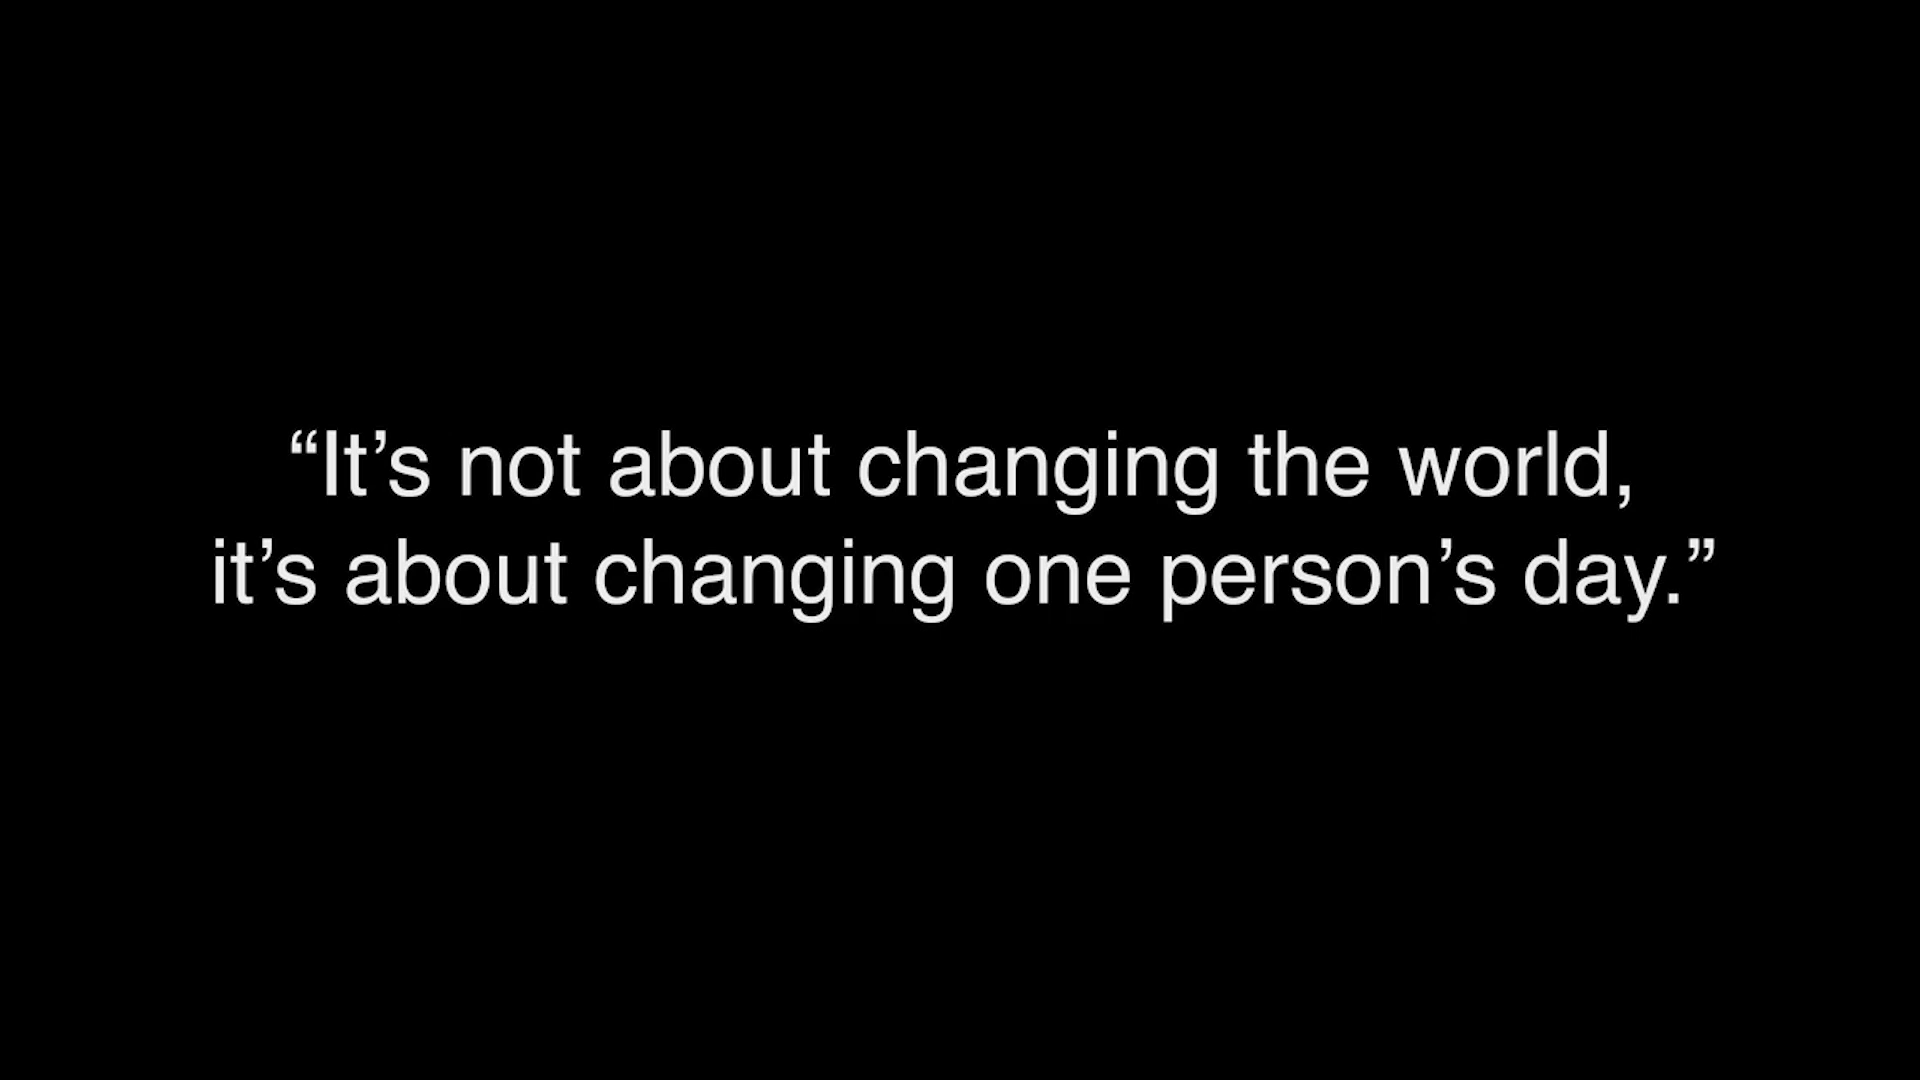 “It’s not about changing the world,
it’s about changing one person’s day.”